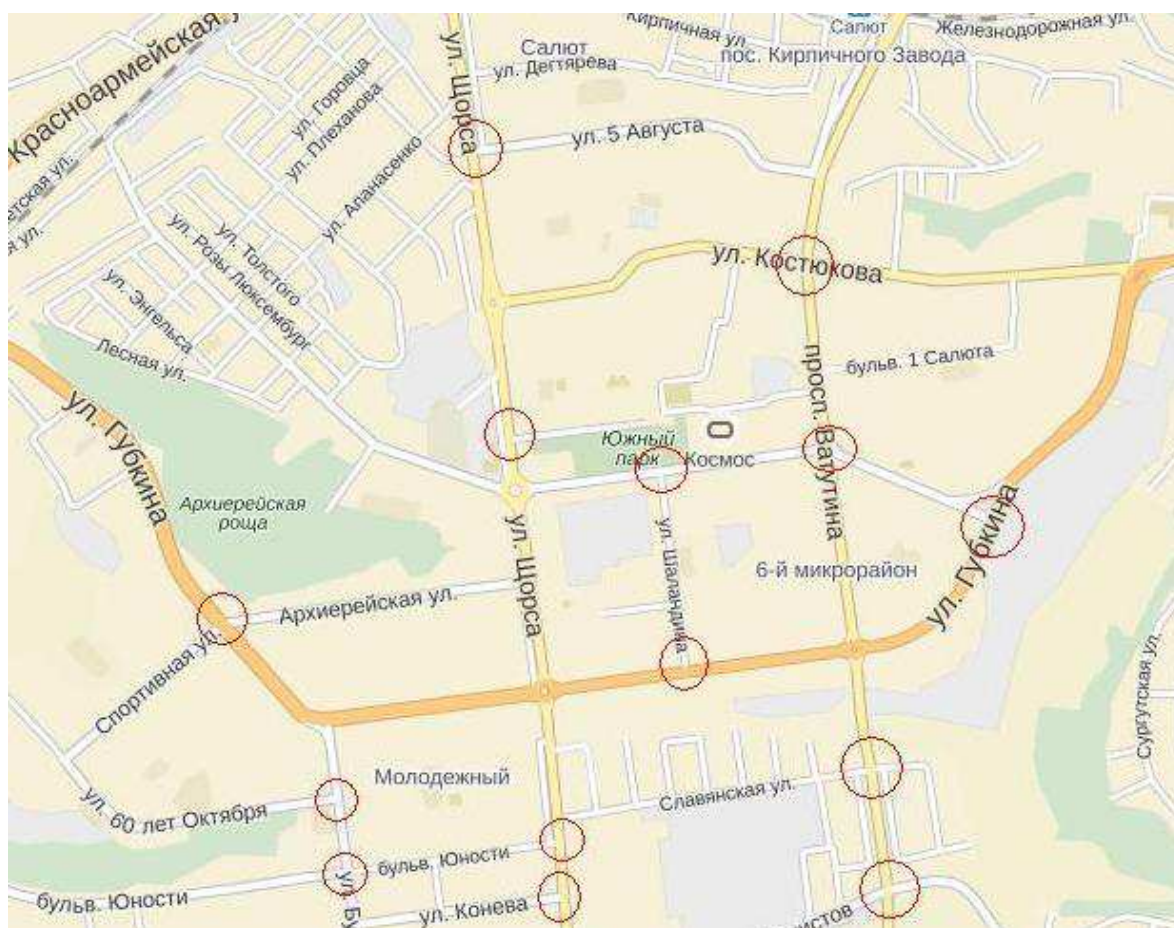 Кирпичная ул.
Салют
Железнодорожная ул.
Красноармейская
ул. Щорса
Салют
ул. Дегтярева
пос. Кирпичного Завода
ул. Горовца
ул. Плеханова
ул. 5 Августа
ул. Апанасенко
ул.
ул.
ул. Толстого
ул. Розы Люксембург
ул. Костюкова
ул. Энгельса
Лесная ул.
просп. Ватутина
бульв. 1 Салюта
ул. Губкина
Южный
парк
Космос
Архиерейская
роща
ул. Щорса
ул. Шаландина
6-й микрорайон
ул. Губкина
Архиерейская ул.
Спортивная ул.
Сургутская ул.
Молодежный
Славянская ул.
ул. 60 лет Октября
бульв. Юности
бульв. Юности
ул. Конева